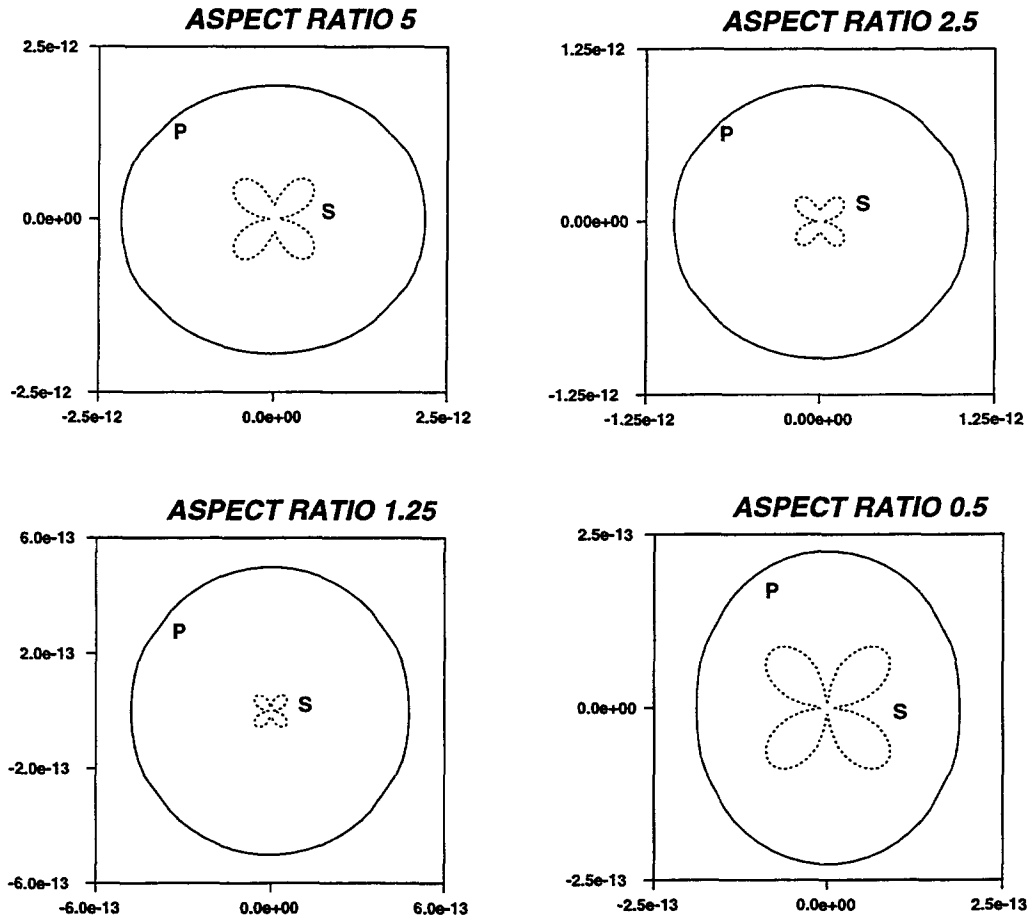 ASPECT RATIO 5
2.5e-12
P
S
0.0e+00
-2.5e-12
-2.5e-12 0.0e+00 2.5e-12
ASPECT RATIO 2.5
1.25e-12
P
S
0.00e+00
-1.25e-12
-1.25e-12 0.00e+00 1.25e-12
ASPECT RATIO 1.25
6.0e-13
P
2.0e-13
S
-2.0e-13
-6.0e-13
-6.0e-13 0.0e+00 6.0e-13
ASPECT RATIO 0.5
2.5e-13
P
0.0e+00
S
-2.5e-13
-2.5e-13 0.0e+00 2.5e-13